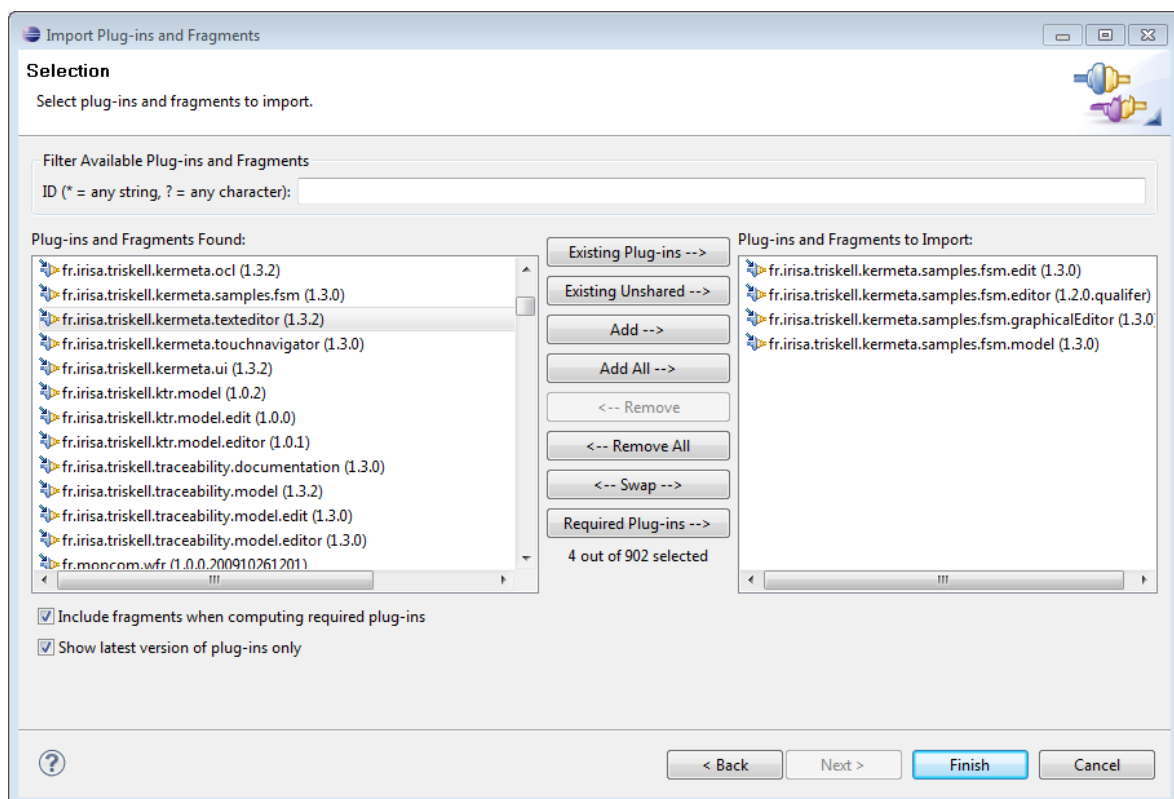 Import Plug-ins and Fragments
Selection
Select plug-ins and fragments to import.
Filter Available Plug-ins and Fragments
ID (* = any string, ? = any character):
Plug-ins and Fragments Found:
fr.irisa.triskell.kermeta.ocl (1.3.2)
fr.irisa.triskell.kermeta.samples.fsm (1.3.0)
fr.irisa.triskell.kermeta.texteditor (1.3.2)
fr.irisa.triskell.kermeta.touchnavigator (1.3.0)
fr.irisa.triskell.kermeta.ui (1.3.2)
fr.irisa.triskell.ktr.model (1.0.2)
fr.irisa.triskell.ktr.model.edit (1.0.0)
fr.irisa.triskell.ktr.model.editor (1.0.1)
fr.irisa.triskell.traceability.documentation (1.3.0)
fr.irisa.triskell.traceability.model (1.3.2)
fr.irisa.triskell.traceability.model.edit (1.3.0)
fr.irisa.triskell.traceability.model.editor (1.3.0)
fr.mopcom.wfr (1.0.0.200910261201)
Existing Plug-ins -->
Existing Unshared -->
Add -->
Add All -->
<-- Remove
<-- Remove All
<-- Swap -->
Required Plug-ins -->
4 out of 902 selected
Plug-ins and Fragments to Import:
fr.irisa.triskell.kermeta.samples.fsm.edit (1.3.0)
fr.irisa.triskell.kermeta.samples.fsm.editor (1.2.0.qualifer)
fr.irisa.triskell.kermeta.samples.fsm.graphicalEditor (1.3.0)
fr.irisa.triskell.kermeta.samples.fsm.model (1.3.0)
Include fragments when computing required plug-ins
Show latest version of plug-ins only
?
< Back
Next >
Finish
Cancel